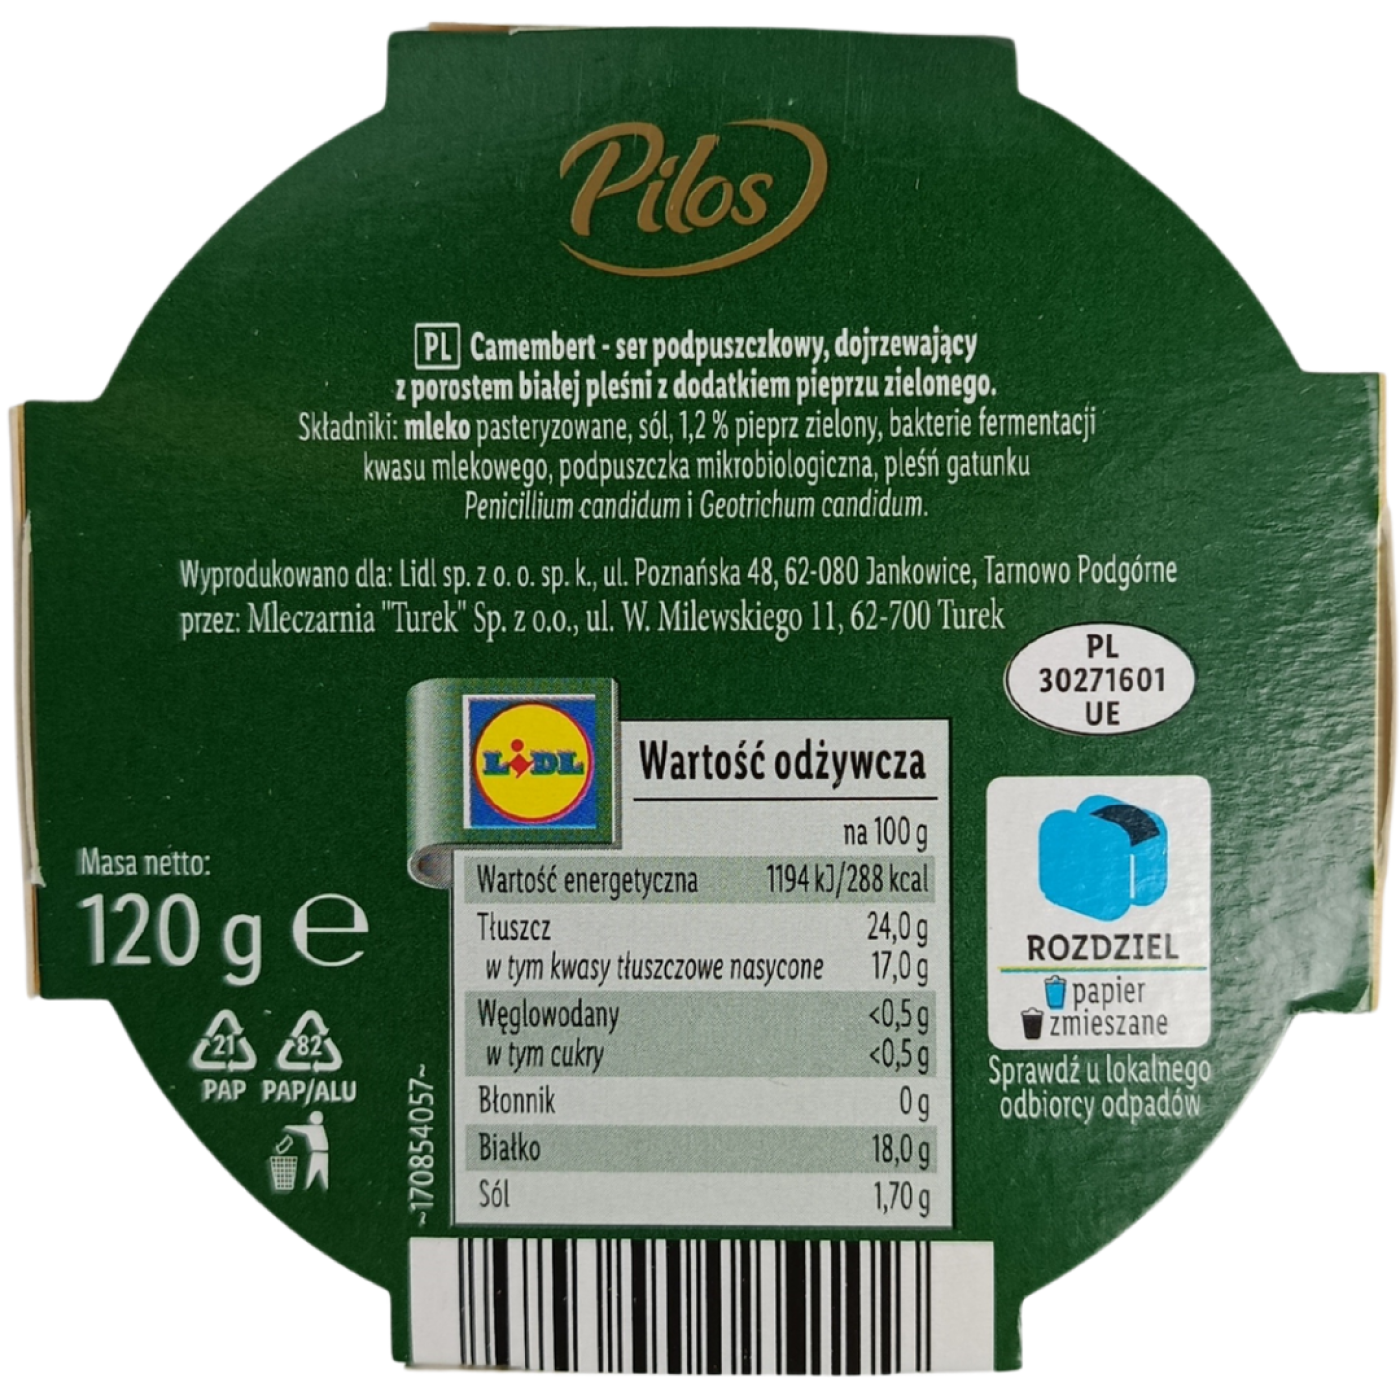 Pilos
PL Camembert - ser podpuszczkowy, dojrzewający
z porostem białej pleśni z dodatkiem pieprzu zielonego.
Składniki: mleko pasteryzowane, sól, 1,2 % pieprz zielony, bakterie fermentacji
kwasu mlekowego, podpuszczka mikrobiologiczna, pleśń gatunku
Penicillium candidum i Geotrichum candidum.
Wyprodukowano dla: Lidl sp. z o. o. sp. k., ul. Poznańska 48, 62-080 Jankowice, Tarnowo Podgórne
przez: Mleczarnia "Turek" Sp. z o.o., ul. W. Milewskiego 11, 62-700 Turek
PL
30271601
UE
LIDL
Wartość odżywcza
na 100 g
Wartość energetyczna 1194 kJ/288 kcal
Tłuszcz 24,0 g
w tym kwasy tłuszczowe nasycone 17,0 g
Węglowodany <0,5 g
w tym cukry <0,5 g
Błonnik 0 g
Białko 18,0 g
Sól 1,70 g
Masa netto:
120 g e
21 82
PAP PAP/ALU
~170854057~
ROZDZIEL
papier
zmieszane
Sprawdź u lokalnego
odbiorcy odpadów